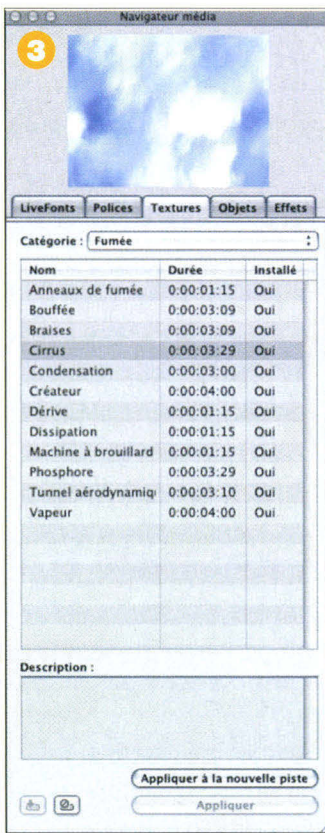 Navigateur média
3
LiveFonts Polices Textures Objets Effets
Catégorie : Fumée
Nom Durée Installé
Anneaux de fumée 0:00:01:15 Oui
Bouffée 0:00:03:09 Oui
Braises 0:00:03:09 Oui
Cirrus 0:00:03:29 Oui
Condensation 0:00:03:00 Oui
Créateur 0:00:04:00 Oui
Dérive 0:00:01:15 Oui
Dissipation 0:00:01:15 Oui
Machine à brouillard 0:00:01:15 Oui
Phosphore 0:00:03:29 Oui
Tunnel aérodynamiq 0:00:03:10 Oui
Vapeur 0:00:04:00 Oui
Description :
Appliquer à la nouvelle piste
Appliquer